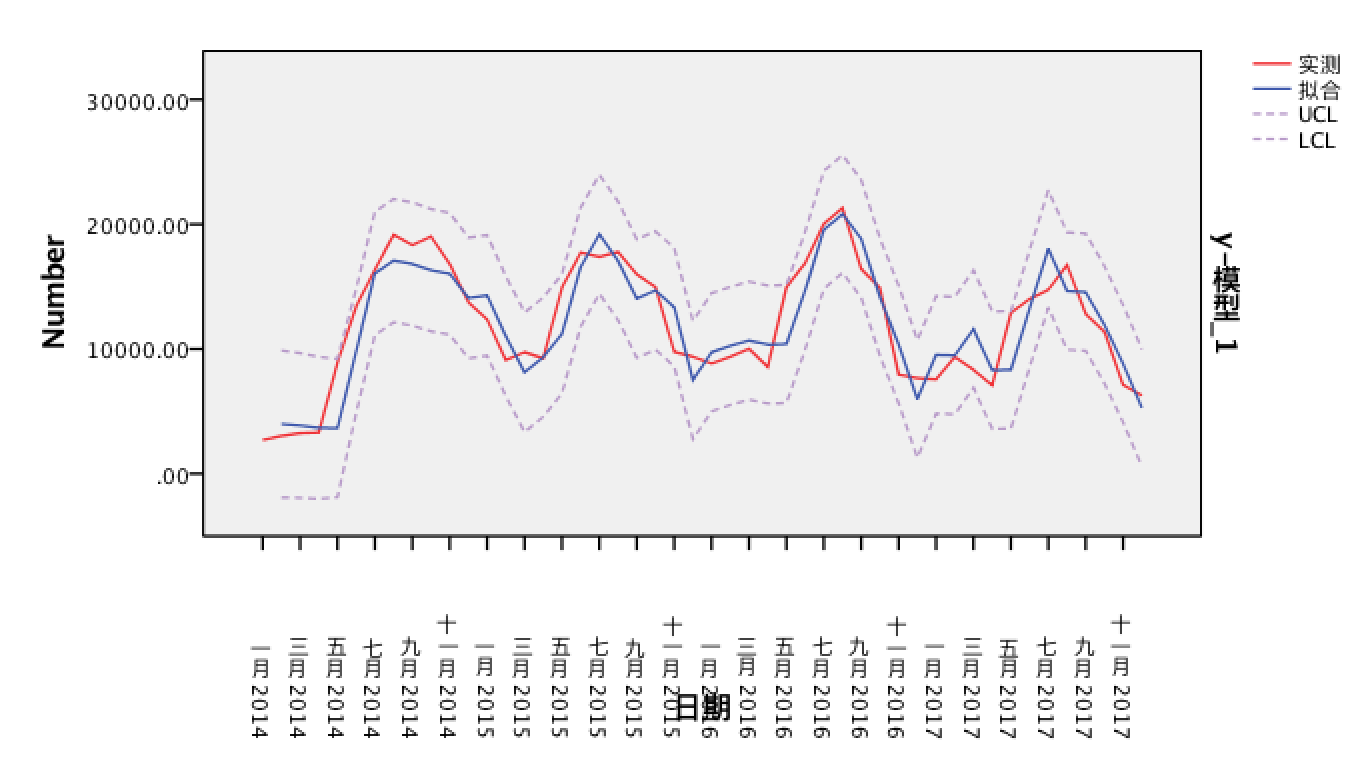 实测
拟合
UCL
LCL
30000.00
20000.00
10000.00
.00
Number
y-模型_1
一月 2014
三月 2014
五月 2014
七月 2014
九月 2014
十一月 2014
一月 2015
三月 2015
五月 2015
七月 2015
九月 2015
十一月 2015
一月 2016
三月 2016
五月 2016
七月 2016
九月 2016
十一月 2016
一月 2017
三月 2017
五月 2017
七月 2017
九月 2017
十一月 2017
日期